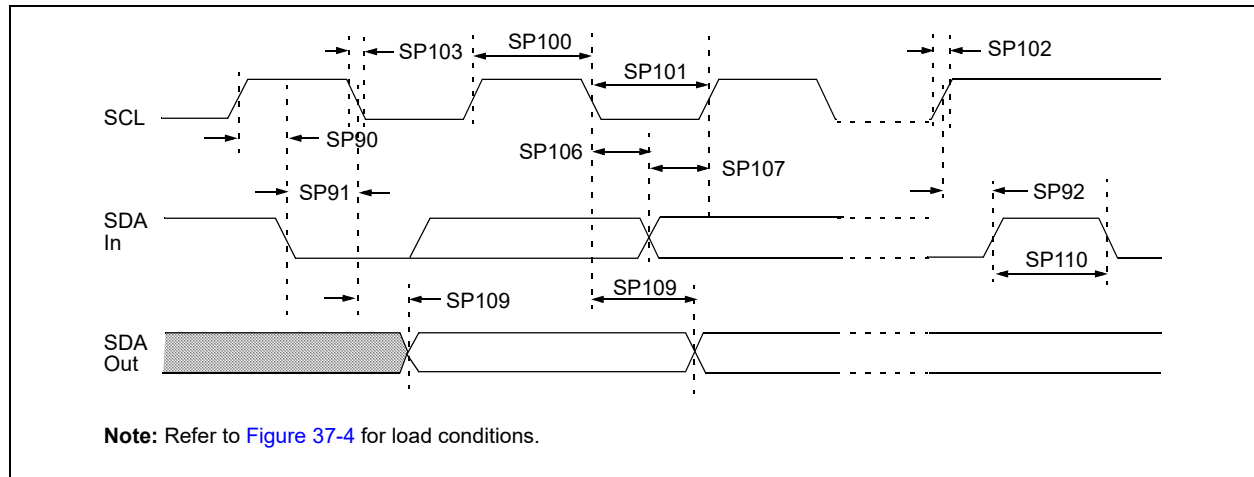 SP103
SP100
SP102
SP101
SCL
SP90
SP106
SP107
SP91
SP92
SDA
In
SP110
SP109
SP109
SDA
Out
Note: Refer to Figure 37-4 for load conditions.